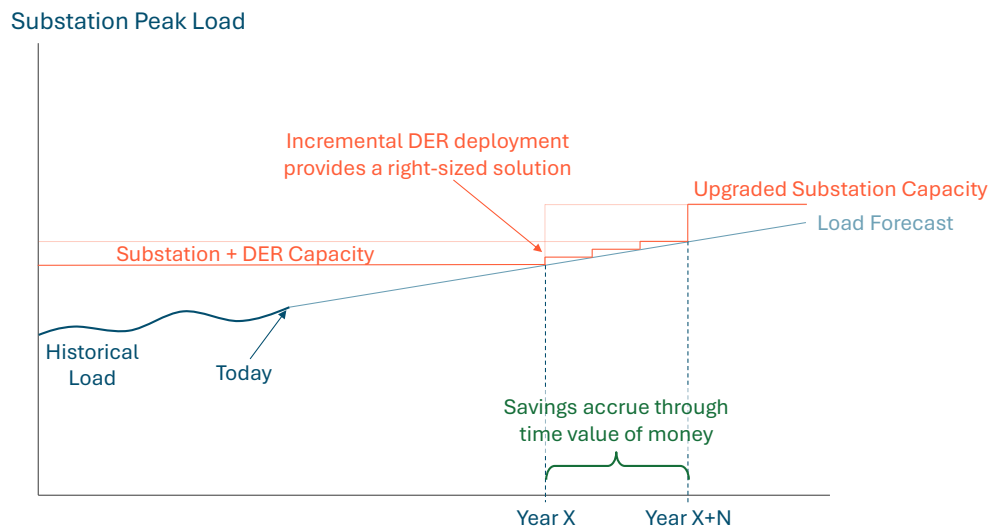 Substation Peak Load
Incremental DER deployment
provides a right-sized solution
Upgraded Substation Capacity
Load Forecast
Substation + DER Capacity
Historical
Load
Today
Savings accrue through
time value of money
Year X
Year X+N